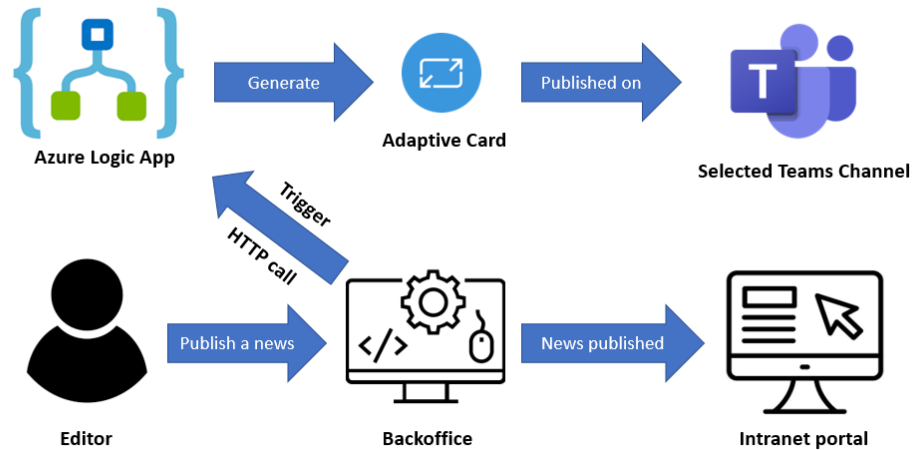 Generate
Published on
T
Azure Logic App
Adaptive Card
Selected Teams Channel
Trigger
HTTP call
Publish a news
News published
Editor
Backoffice
Intranet portal